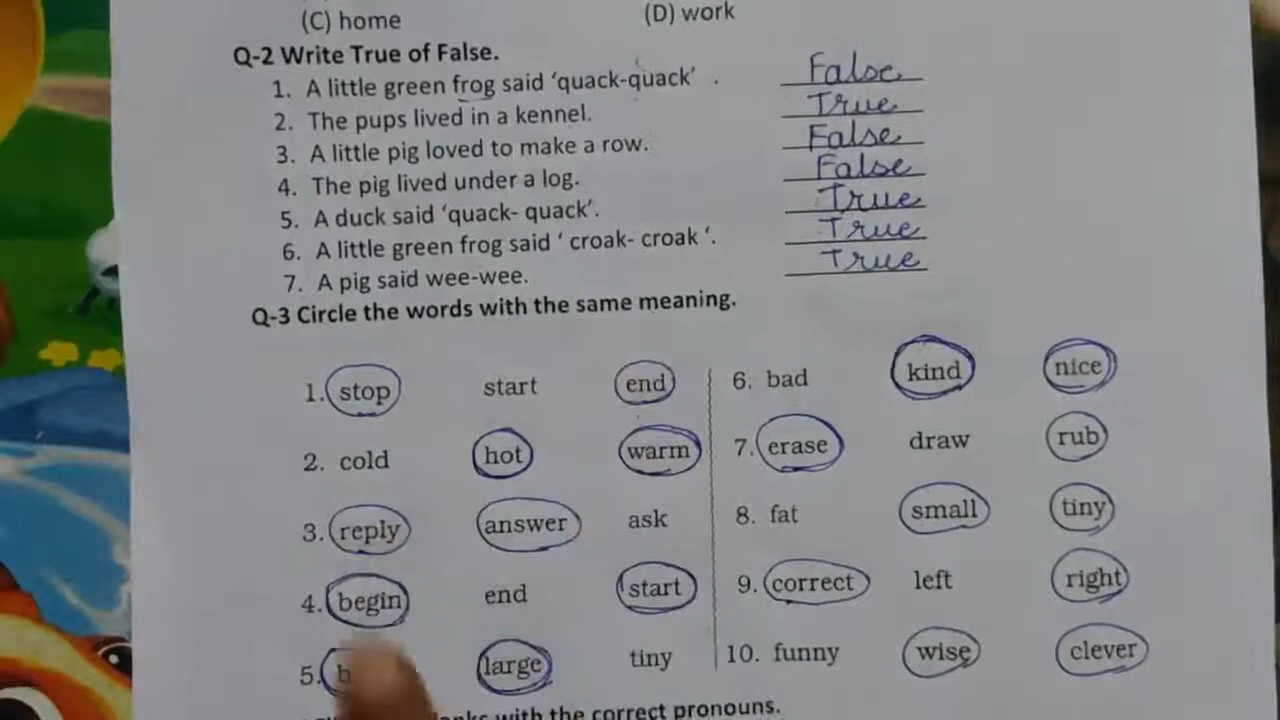 (C) home (D) work
Q-2 Write True of False.
1. A little green frog said ‘quack-quack’ . False
2. The pups lived in a kennel. True
3. A little pig loved to make a row. False
4. The pig lived under a log. False
5. A duck said ‘quack- quack’. True
6. A little green frog said ‘ croak- croak ‘. True
7. A pig said wee-wee. True
Q-3 Circle the words with the same meaning.
1. stop start end 6. bad kind nice
2. cold hot warm 7. erase draw rub
3. reply answer ask 8. fat small tiny
4. begin end start 9. correct left right
5. large tiny 10. funny wise clever
with the correct pronouns.